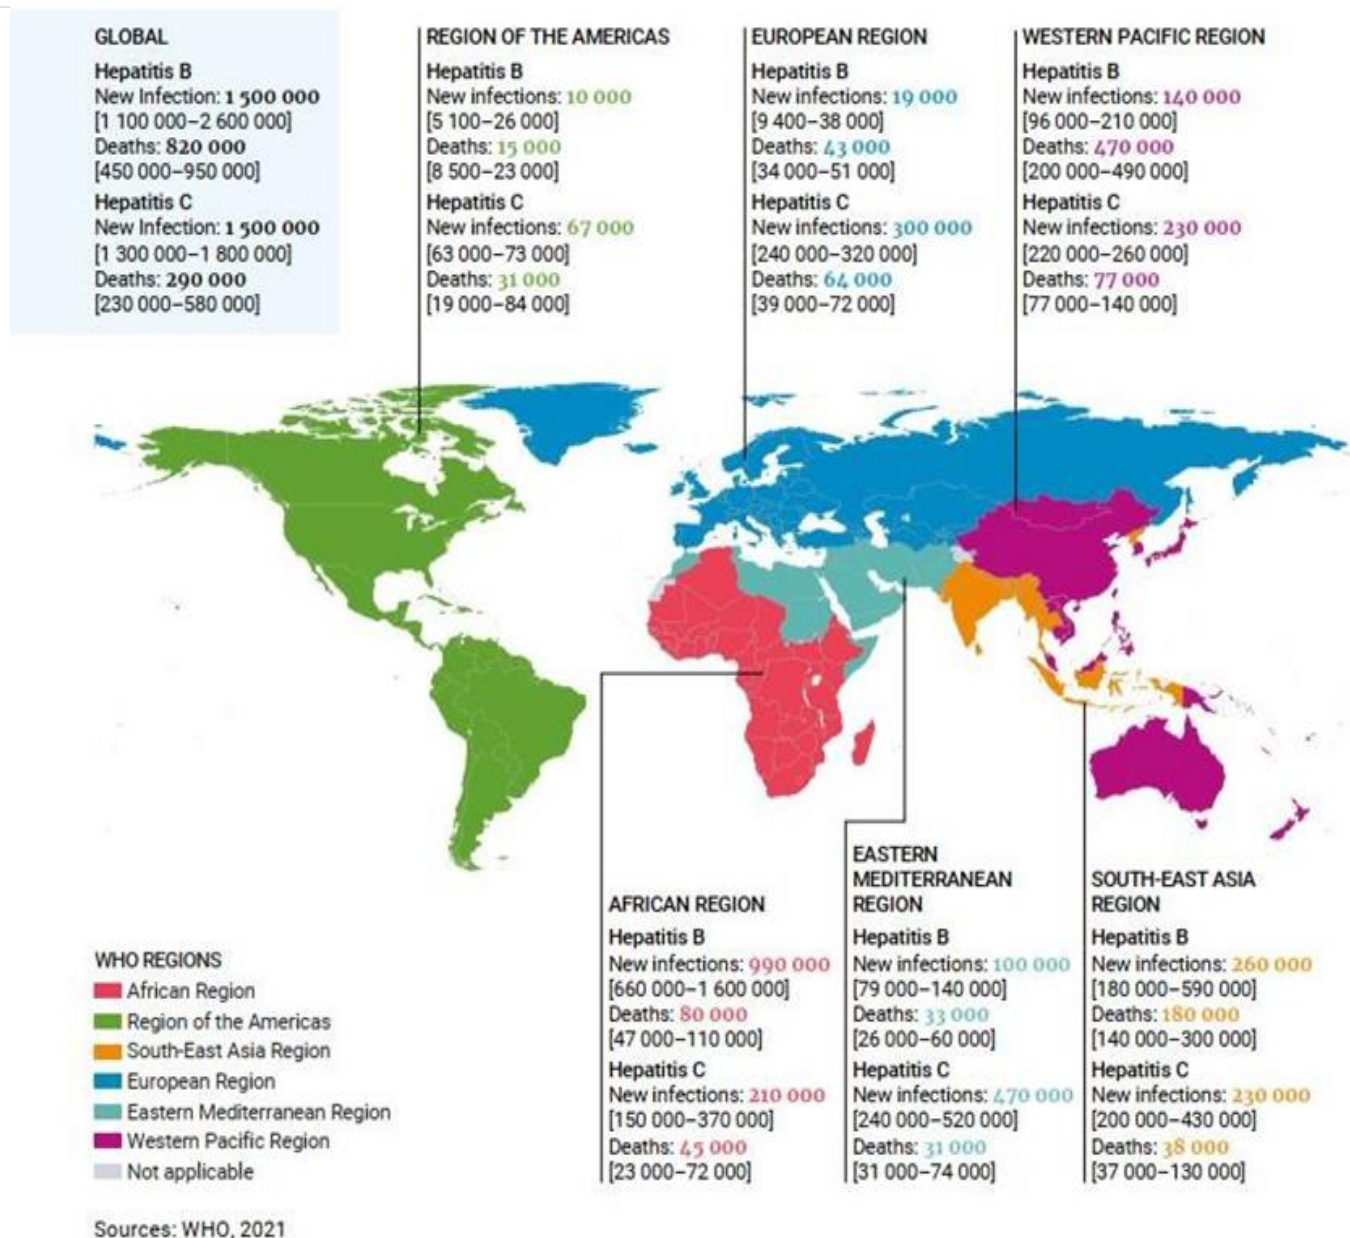 GLOBAL
Hepatitis B
New Infection: 1 500 000
[1 100 000–2 600 000]
Deaths: 820 000
[450 000–950 000]
Hepatitis C
New Infection: 1 500 000
[1 300 000–1 800 000]
Deaths: 290 000
[230 000–580 000]
REGION OF THE AMERICAS
Hepatitis B
New infections: 10 000
[5 100–26 000]
Deaths: 15 000
[8 500–23 000]
Hepatitis C
New infections: 67 000
[63 000–73 000]
Deaths: 31 000
[19 000–84 000]
EUROPEAN REGION
Hepatitis B
New infections: 19 000
[9 400–38 000]
Deaths: 43 000
[34 000–51 000]
Hepatitis C
New infections: 300 000
[240 000–320 000]
Deaths: 64 000
[39 000–72 000]
WESTERN PACIFIC REGION
Hepatitis B
New infections: 140 000
[96 000–210 000]
Deaths: 470 000
[200 000–490 000]
Hepatitis C
New infections: 230 000
[220 000–260 000]
Deaths: 77 000
[77 000–140 000]
AFRICAN REGION
Hepatitis B
New infections: 990 000
[660 000–1 600 000]
Deaths: 80 000
[47 000–110 000]
Hepatitis C
New infections: 210 000
[150 000–370 000]
Deaths: 45 000
[23 000–72 000]
EASTERN
MEDITERRANEAN
REGION
Hepatitis B
New infections: 100 000
[79 000–140 000]
Deaths: 33 000
[26 000–60 000]
Hepatitis C
New infections: 470 000
[240 000–520 000]
Deaths: 31 000
[31 000–74 000]
SOUTH-EAST ASIA
REGION
Hepatitis B
New infections: 260 000
[180 000–590 000]
Deaths: 180 000
[140 000–300 000]
Hepatitis C
New infections: 230 000
[200 000–430 000]
Deaths: 38 000
[37 000–130 000]
WHO REGIONS
African Region
Region of the Americas
South-East Asia Region
European Region
Eastern Mediterranean Region
Western Pacific Region
Not applicable
Sources: WHO, 2021